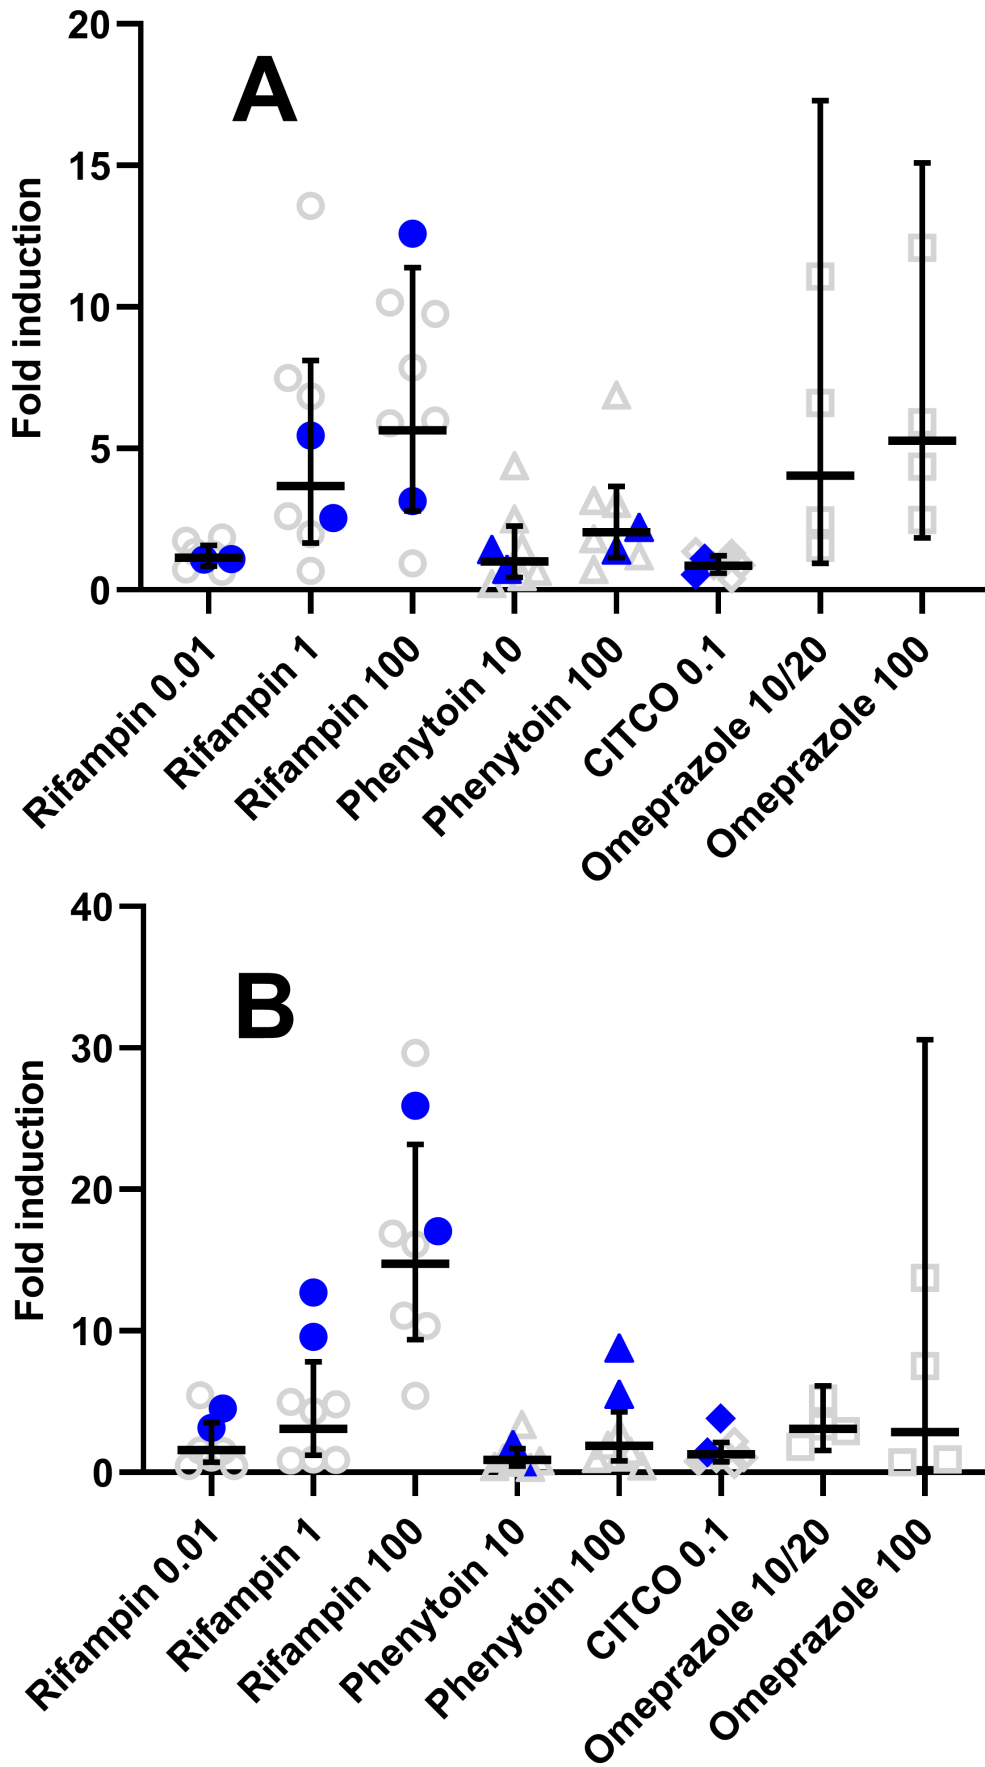 A
Fold induction
20
15
10
5
0
Rifampin 0.01
Rifampin 1
Rifampin 100
Phenytoin 10
Phenytoin 100
CITCO 0.1
Omeprazole 10/20
Omeprazole 100
B
Fold induction
40
30
20
10
0
Rifampin 0.01
Rifampin 1
Rifampin 100
Phenytoin 10
Phenytoin 100
CITCO 0.1
Omeprazole 10/20
Omeprazole 100